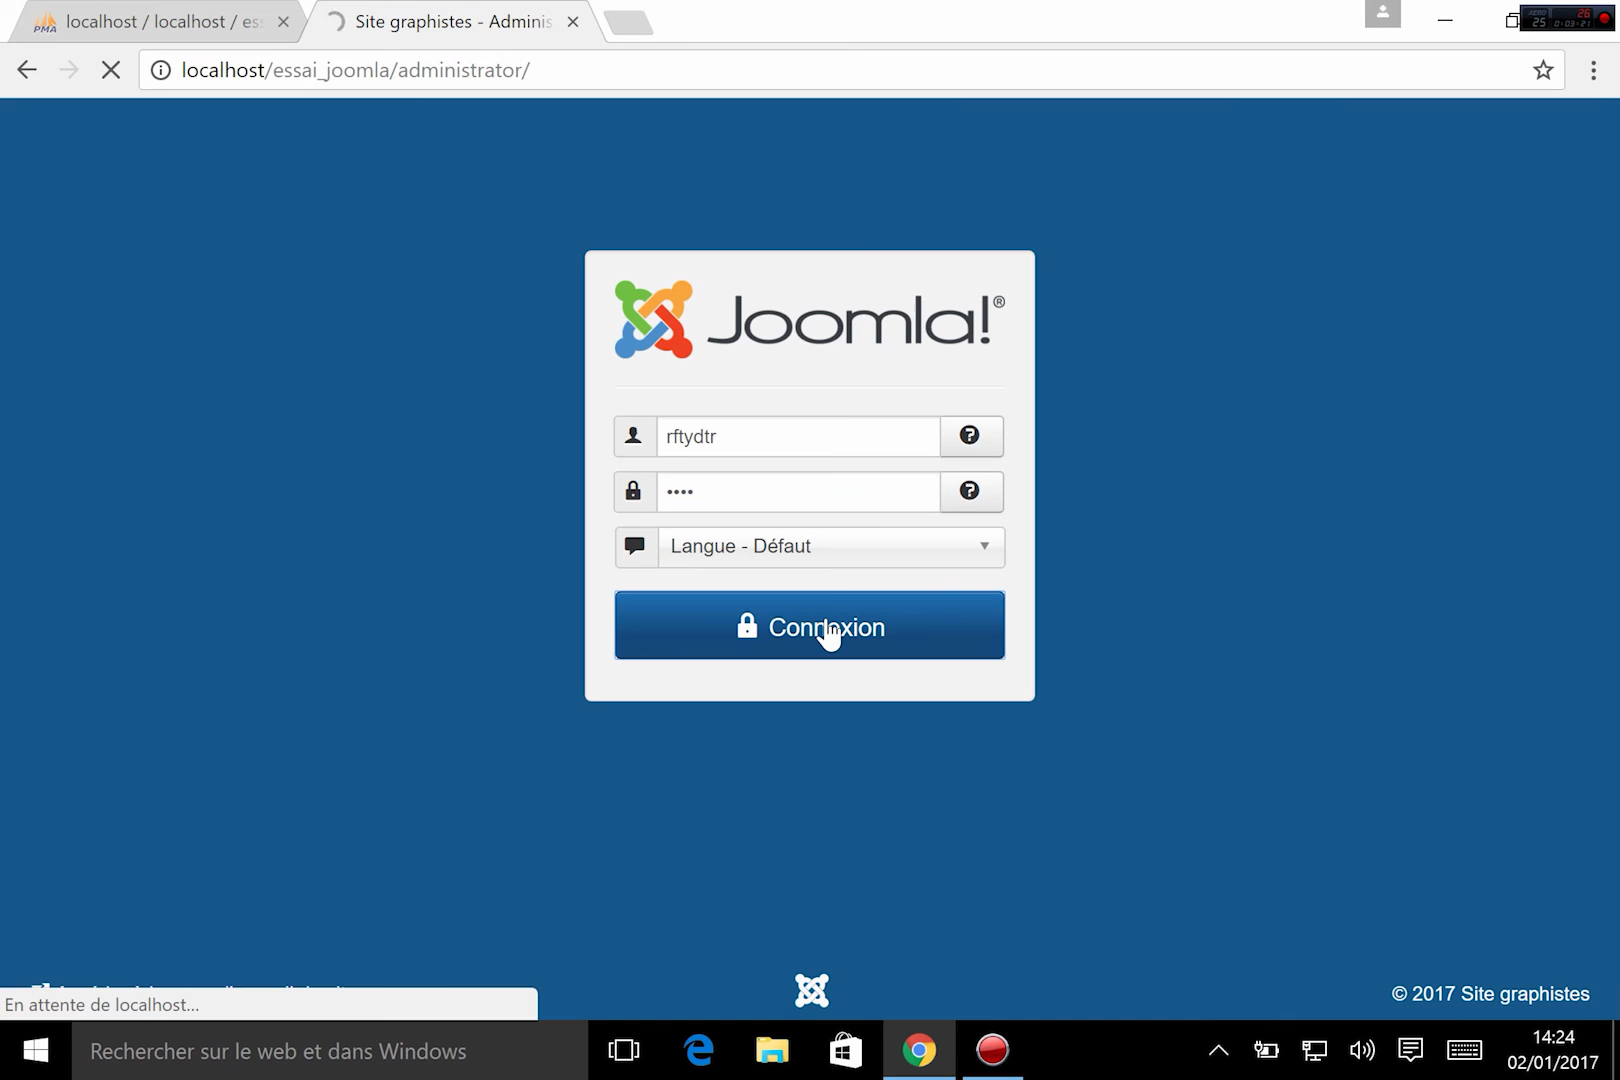 PMA localhost / localhost / es
Site graphistes - Adminis
localhost/essai_joomla/administrator/
Joomla!®
rftydtr
••••
Langue - Défaut
Connexion
En attente de localhost...
© 2017 Site graphistes
Rechercher sur le web et dans Windows
14:24
02/01/2017